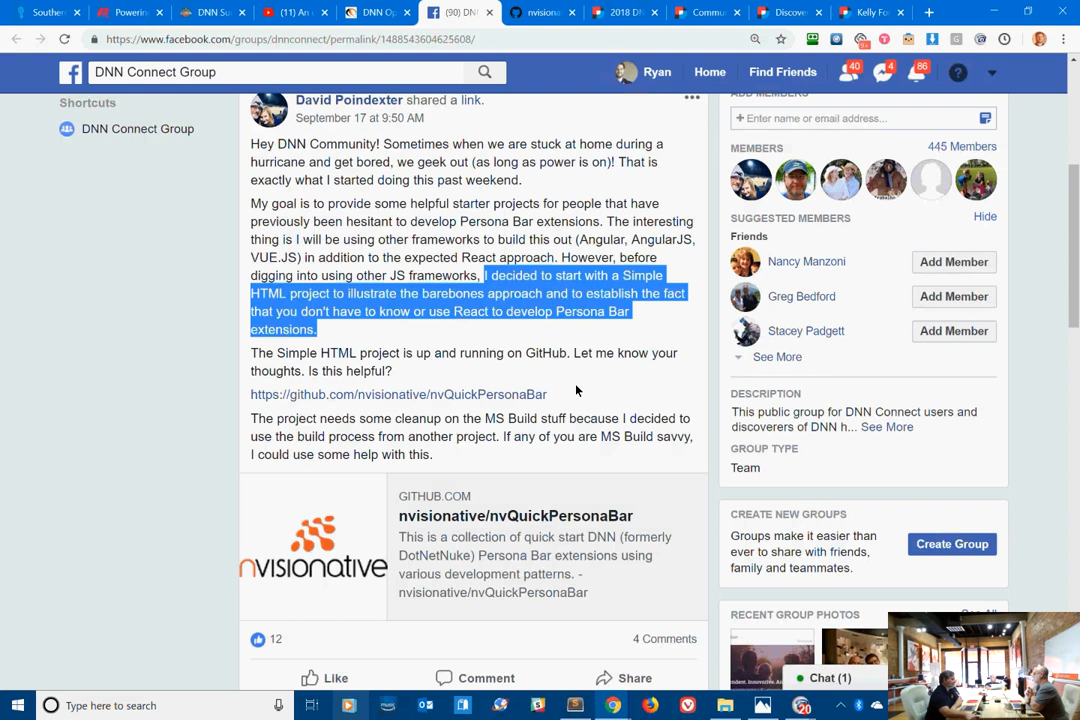 Southern
Powerin
DNN Su
(11) An
DNN Op
(90) DN
nvisiona
2018 DN
Commu
Discove
Kelly Fo
https://www.facebook.com/groups/dnnconnect/permalink/1488543604625608/
DNN Connect Group
Ryan
Home
Find Friends
40
4
86
Shortcuts
DNN Connect Group
David Poindexter shared a link.
September 17 at 9:50 AM
Hey DNN Community! Sometimes when we are stuck at home during a
hurricane and get bored, we geek out (as long as power is on)! That is
exactly what I started doing this past weekend.
My goal is to provide some helpful starter projects for people that have
previously been hesitant to develop Persona Bar extensions. The interesting
thing is I will be using other frameworks to build this out (Angular, AngularJS,
VUE.JS) in addition to the expected React approach. However, before
digging into using other JS frameworks, I decided to start with a Simple
HTML project to illustrate the barebones approach and to establish the fact
that you don't have to know or use React to develop Persona Bar
extensions.
The Simple HTML project is up and running on GitHub. Let me know your
thoughts. Is this helpful?
https://github.com/nvisionative/nvQuickPersonaBar
The project needs some cleanup on the MS Build stuff because I decided to
use the build process from another project. If any of you are MS Build savvy,
I could use some help with this.
nvisionative
GITHUB.COM
nvisionative/nvQuickPersonaBar
This is a collection of quick start DNN (formerly
DotNetNuke) Persona Bar extensions using
various development patterns. -
nvisionative/nvQuickPersonaBar
12
4 Comments
Like
Comment
Share
ADD MEMBERS
Enter name or email address...
MEMBERS
445 Members
SUGGESTED MEMBERS
Hide
Friends
Nancy Manzoni
Add Member
Greg Bedford
Add Member
Stacey Padgett
Add Member
See More
DESCRIPTION
This public group for DNN Connect users and
discoverers of DNN h... See More
GROUP TYPE
Team
CREATE NEW GROUPS
Groups make it easier than
ever to share with friends,
family and teammates.
Create Group
RECENT GROUP PHOTOS
See All
Chat (1)
Type here to search
20